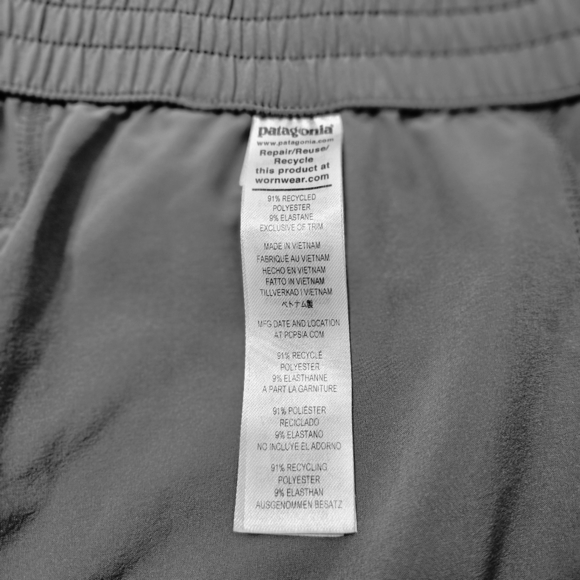 patagonia®
www.patagonia.com
Repair/Reuse/
Recycle
this product at
wornwear.com
91% RECYCLED
POLYESTER
9% ELASTANE
EXCLUSIVE OF TRIM
MADE IN VIETNAM
FABRIQUÉ AU VIETNAM
HECHO EN VIETNAM
FATTO IN VIETNAM
TILLVERKAD I VIETNAM
ベトナム製
MFG DATE AND LOCATION
AT PCPSIA.COM
91% RECYCLÉ
POLYESTER
9% ELASTHANNE
A PART LA GARNITURE
91% POLIÉSTER
RECICLADO
9% ELASTANO
NO INCLUYE EL ADORNO
91% RECYCLING
POLYESTER
9% ELASTHAN
AUSGENOMMEN BESATZ